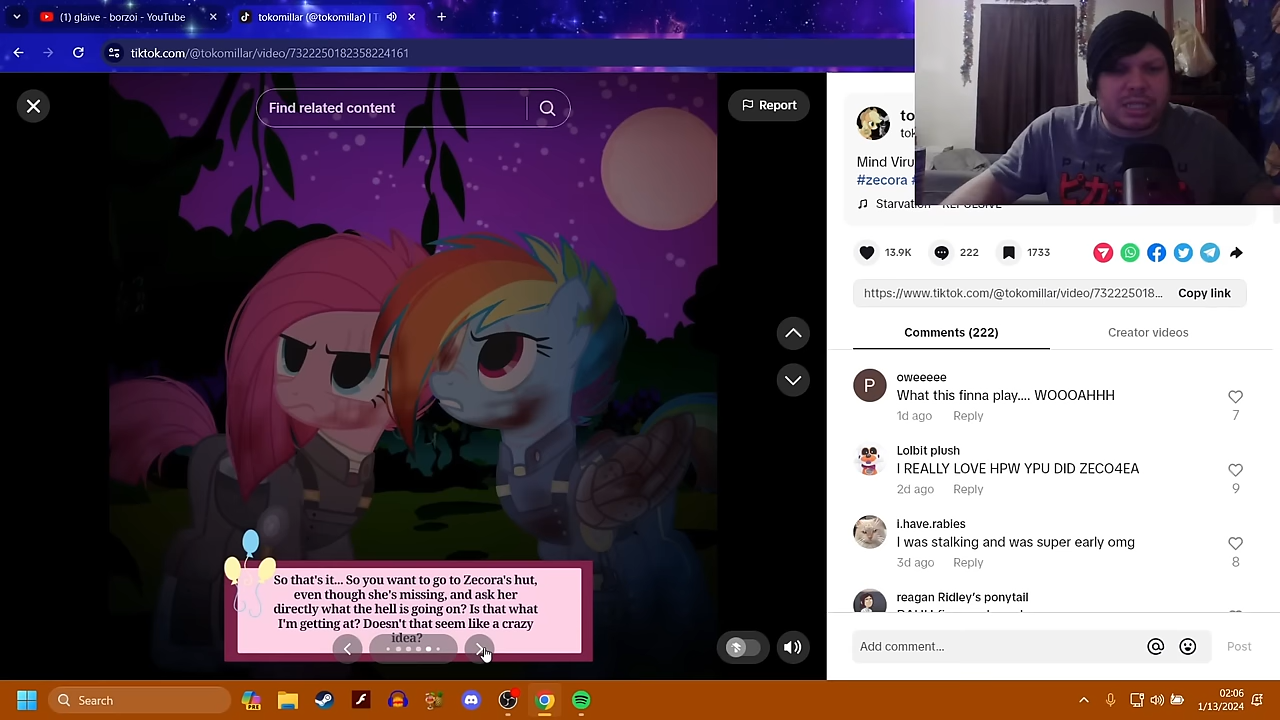 (1) glaive - borzoi - YouTube
tokomillar (@tokomillar) | T
tiktok.com/@tokomillar/video/7322250182358224161
Find related content
Report
to
tok
Mind Viru
#zecora #
Starvation - REPULSIVE
13.9K
222
1733
https://www.tiktok.com/@tokomillar/video/732225018...
Copy link
Comments (222)
Creator videos
P
oweeeee
What this finna play.... WOOOAHHH
1d ago
Reply
7
Lolbit plush
I REALLY LOVE HPW YPU DID ZECO4EA
2d ago
Reply
9
i.have.rabies
I was stalking and was super early omg
3d ago
Reply
8
reagan Ridley's ponytail
So that's it... So you want to go to Zecora's hut,
even though she's missing, and ask her
directly what the hell is going on? Is that what
I'm getting at? Doesn't that seem like a crazy
idea?
Add comment...
Post
Search
02:06
1/13/2024